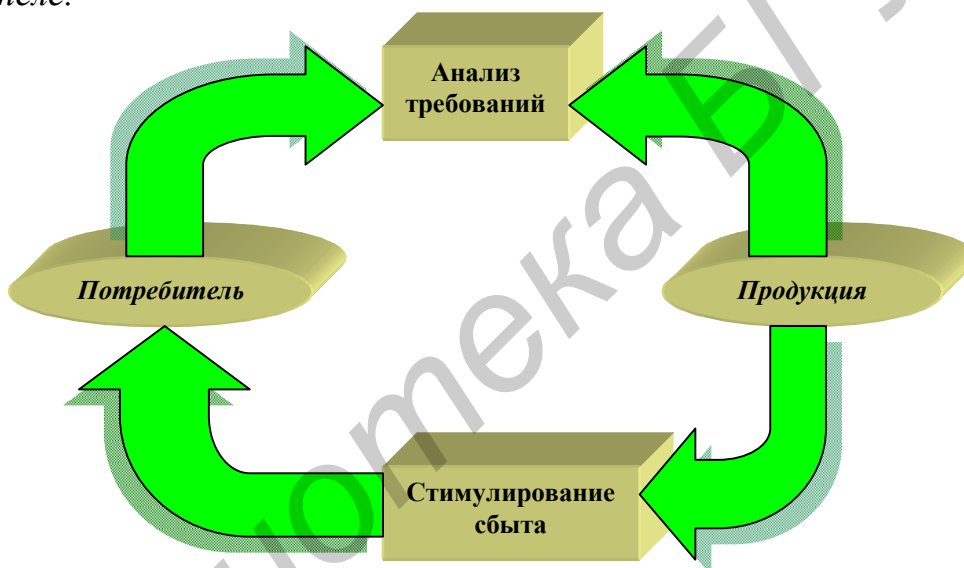 Анализ
требований
Потребитель
Продукция
Стимулирование
сбыта